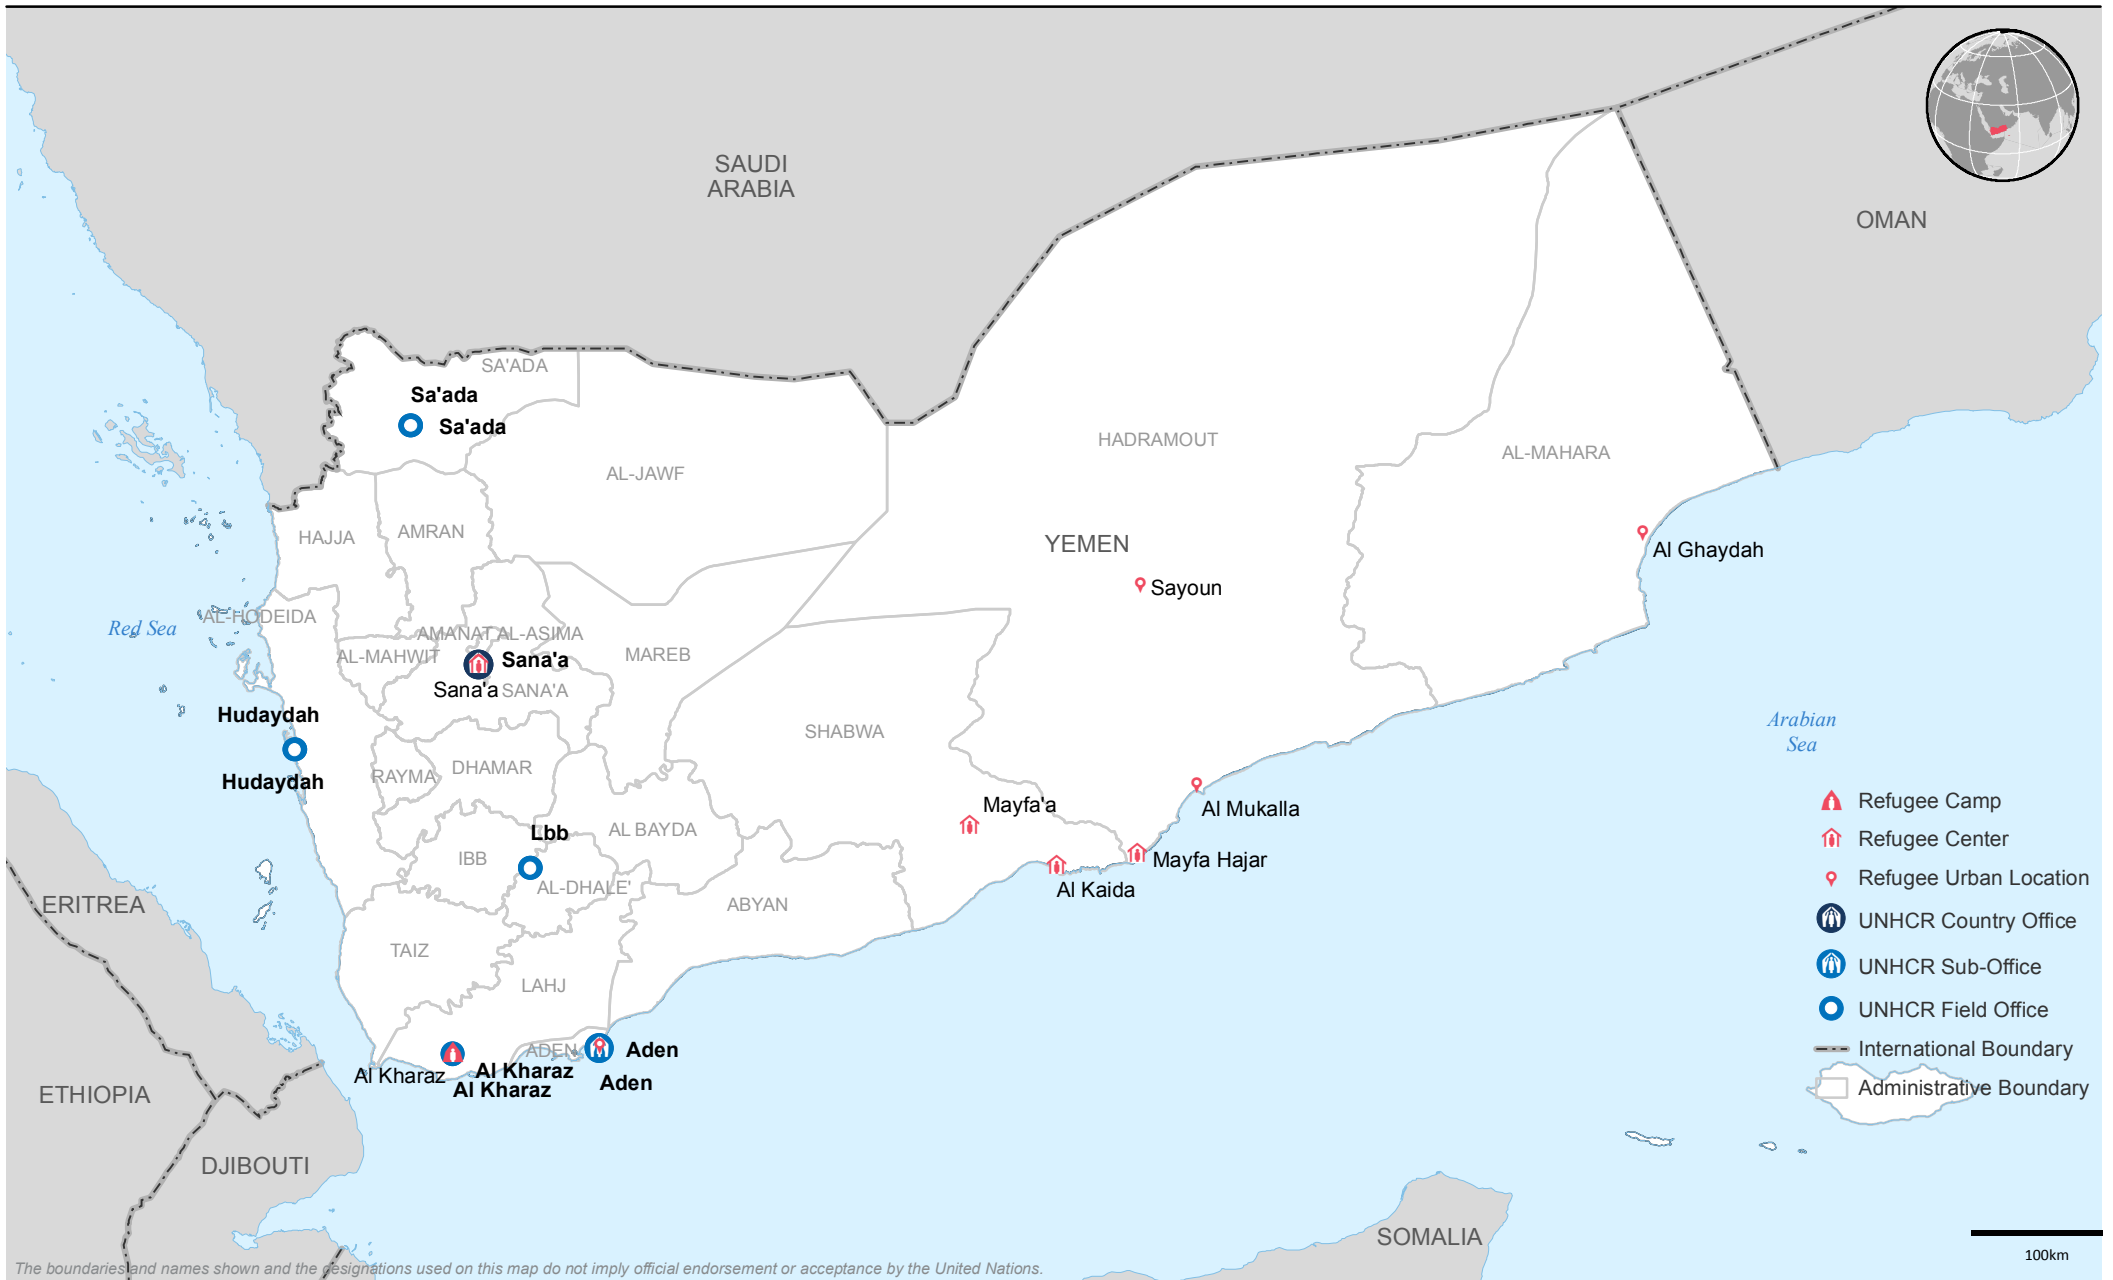 SAUDI
ARABIA
OMAN
SA'ADA
Sa'ada
Sa'ada
HADRAMOUT
AL-MAHARA
AL-JAWF
HAJJA
AMRAN
YEMEN
Al Ghaydah
Sayoun
AL-HODEIDA
Red Sea
AMANAT AL-ASIMA
AL-MAHWIT
Sana'a
MAREB
Sana'a
SANA'A
Hudaydah
SHABWA
Arabian
Sea
RAYMA
DHAMAR
Hudaydah
Mayfa'a
Al Mukalla
Lbb
AL BAYDA
IBB
Mayfa Hajar
AL-DHALE'
Al Kaida
ABYAN
ERITREA
TAIZ
LAHJ
ADEN
Aden
Al Kharaz
Al Kharaz
Al Kharaz
Aden
ETHIOPIA
DJIBOUTI
SOMALIA
Refugee Camp
Refugee Center
Refugee Urban Location
UNHCR Country Office
UNHCR Sub-Office
UNHCR Field Office
International Boundary
Administrative Boundary
100km
The boundaries and names shown and the designations used on this map do not imply official endorsement or acceptance by the United Nations.